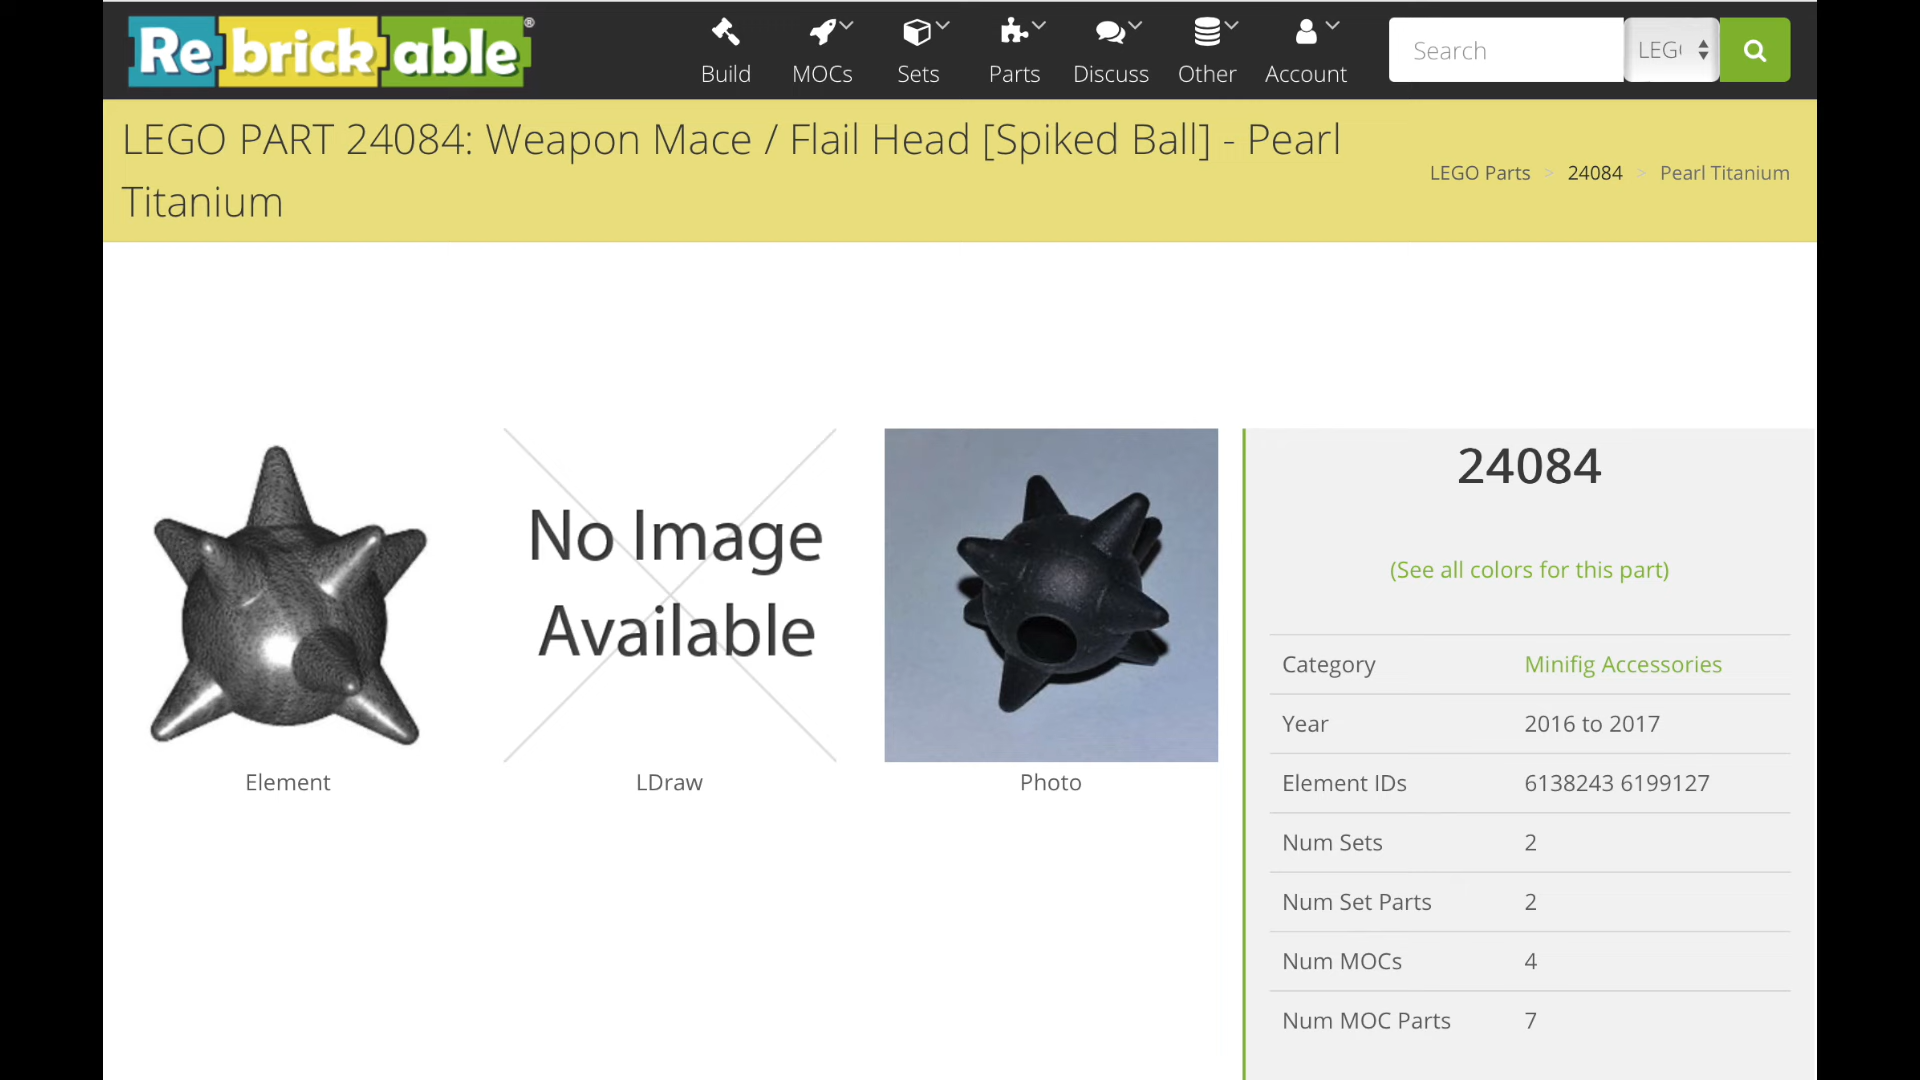 Rebrickable®
Build
MOCs
Sets
Parts
Discuss
Other
Account
Search
LEG
LEGO PART 24084: Weapon Mace / Flail Head [Spiked Ball] - Pearl
Titanium
LEGO Parts > 24084 > Pearl Titanium
No Image
Available
Element
LDraw
Photo
24084
(See all colors for this part)
Category Minifig Accessories
Year 2016 to 2017
Element IDs 6138243 6199127
Num Sets 2
Num Set Parts 2
Num MOCs 4
Num MOC Parts 7